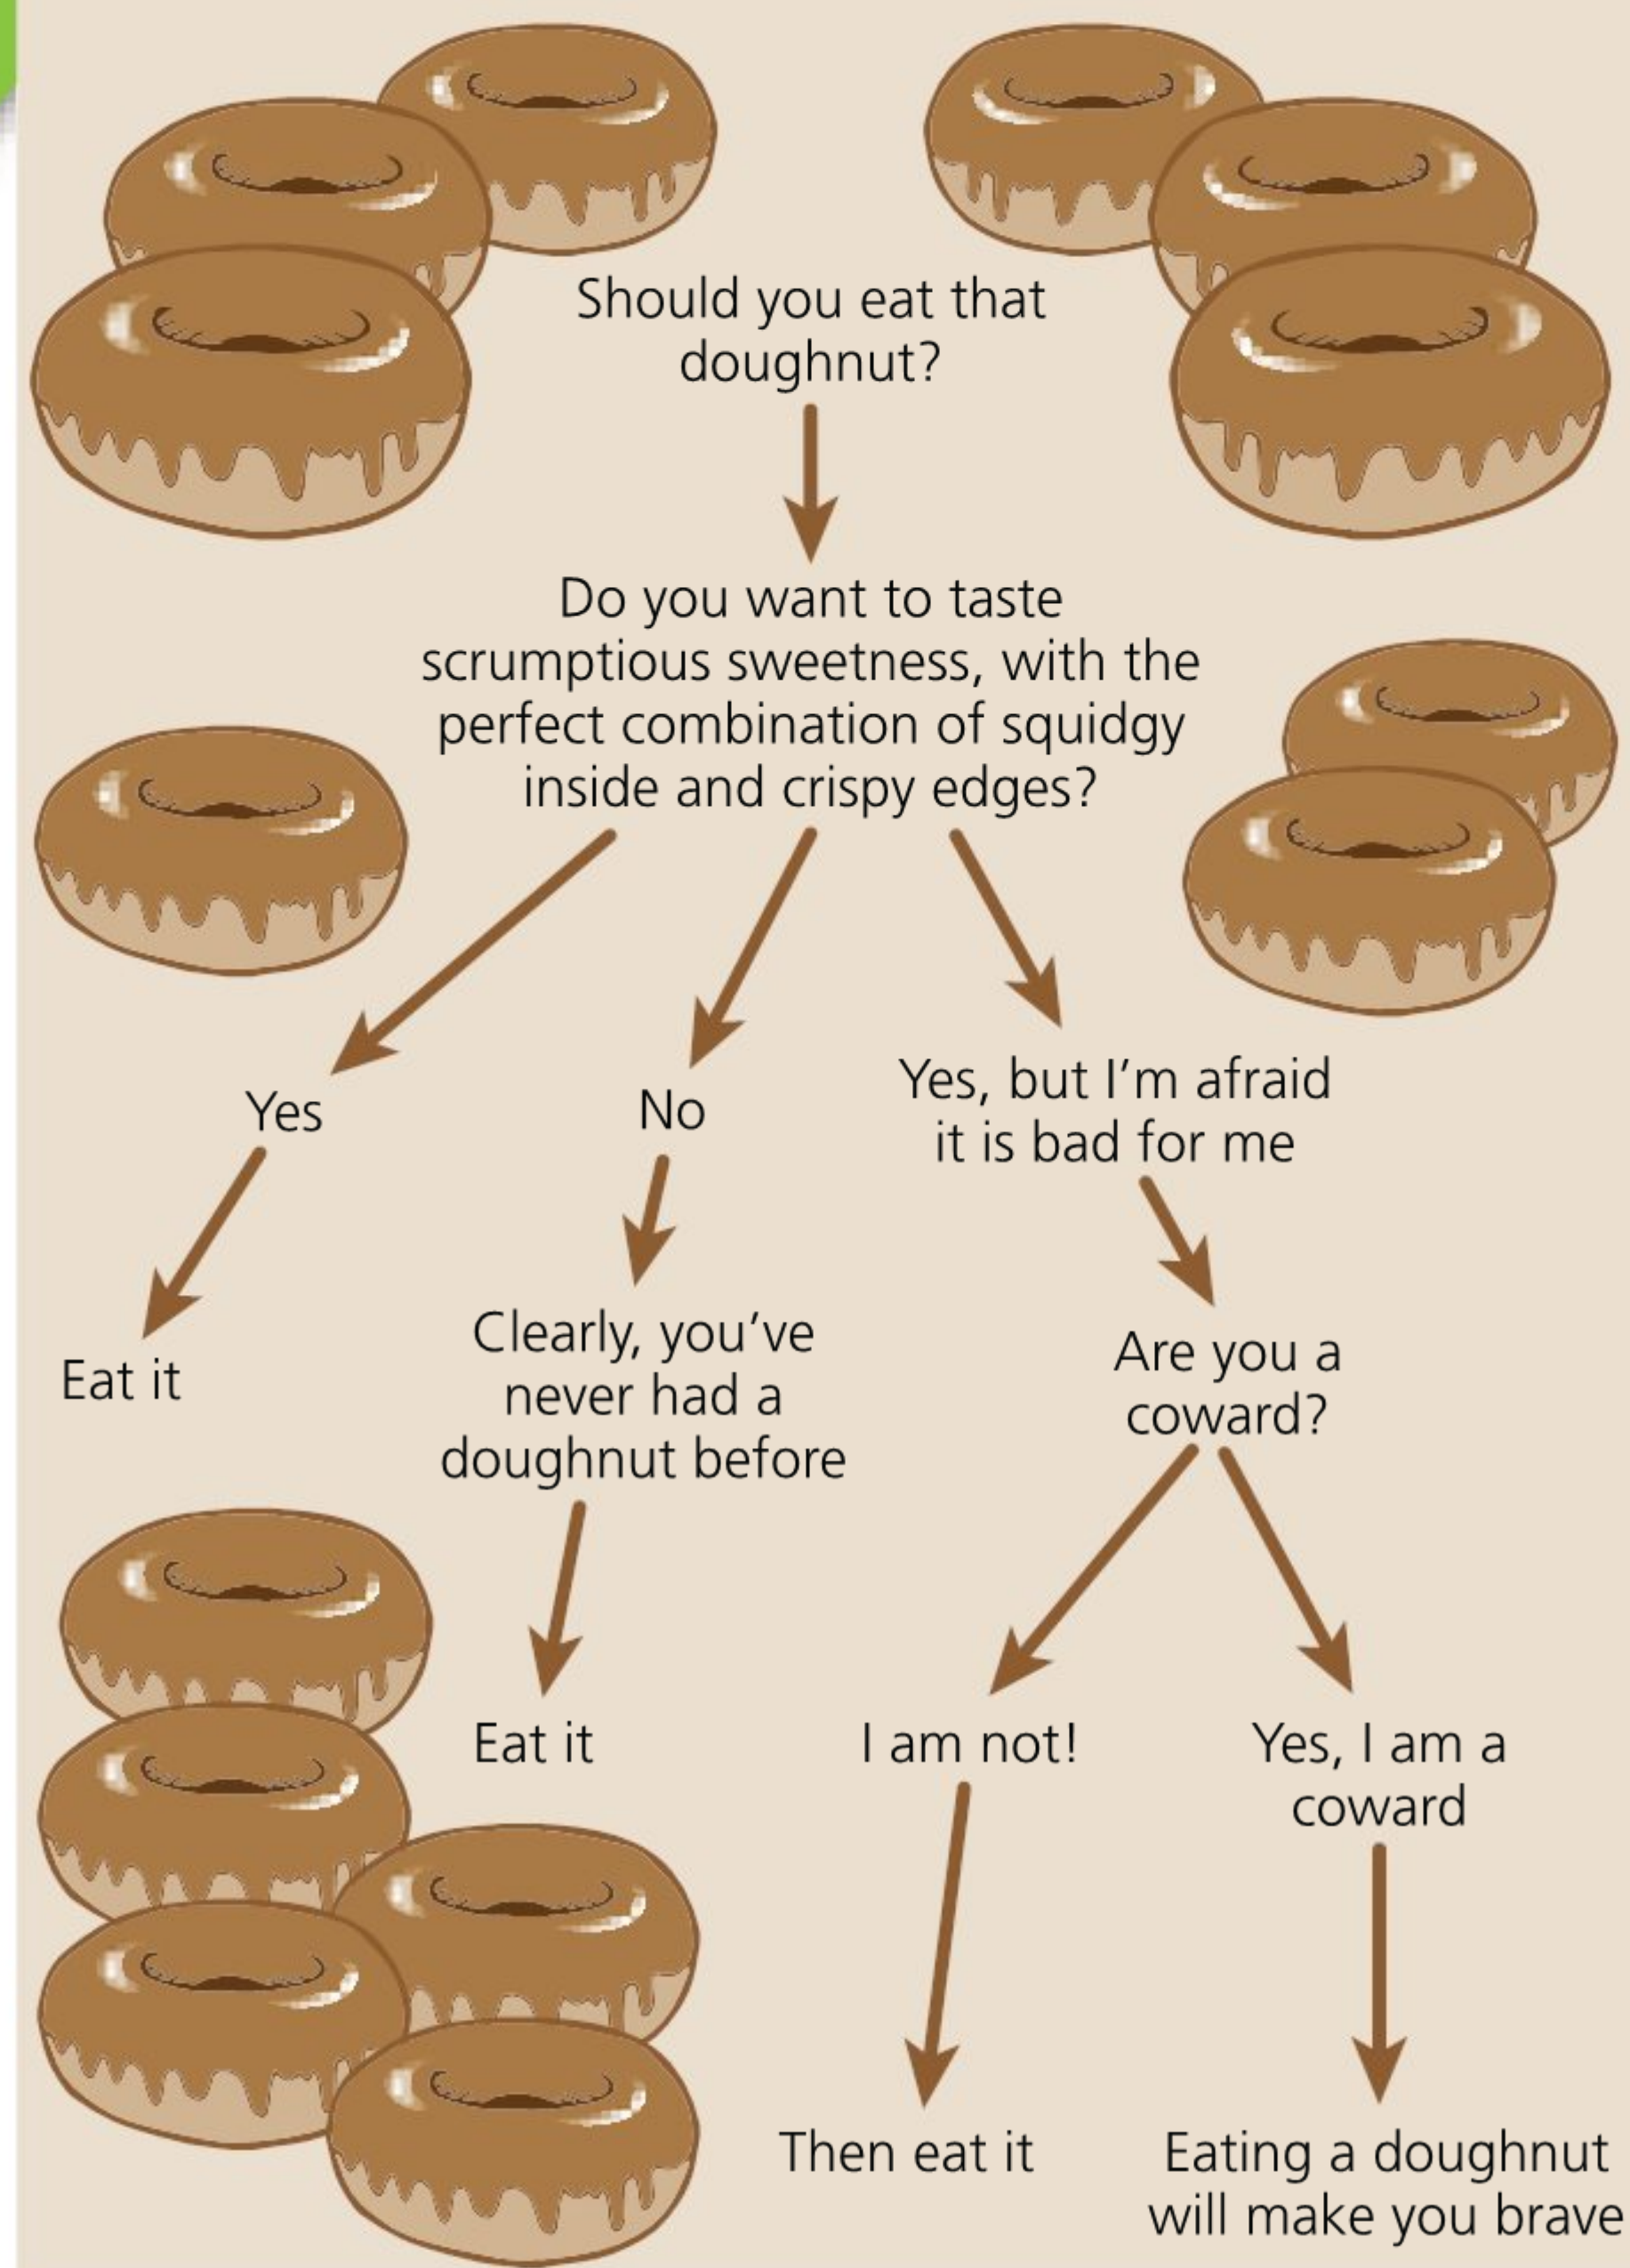 Should you eat that
doughnut?
Do you want to taste
scrumptious sweetness, with the
perfect combination of squidgy
inside and crispy edges?
Yes
No
Yes, but I'm afraid
it is bad for me
Eat it
Clearly, you've
never had a
doughnut before
Are you a
coward?
Eat it
I am not!
Yes, I am a
coward
Then eat it
Eating a doughnut
will make you brave